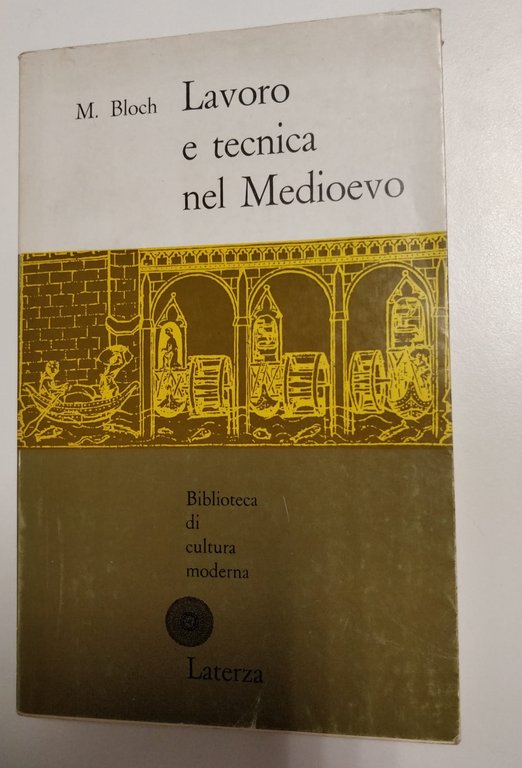 M. Bloch
Lavoro
e tecnica
nel Medioevo
Biblioteca
di
cultura
moderna
Laterza